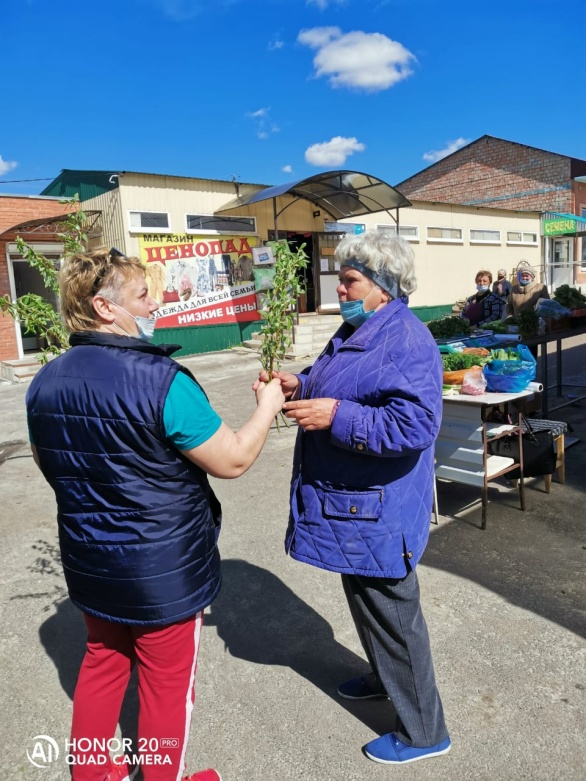 МАГАЗИН
ЦЕНОПАД
ОДЕЖДА ДЛЯ ВСЕЙ СЕМЬИ
НИЗКИЕ ЦЕНЫ
СЕМЕНА
HONOR 20 PRO
QUAD CAMERA